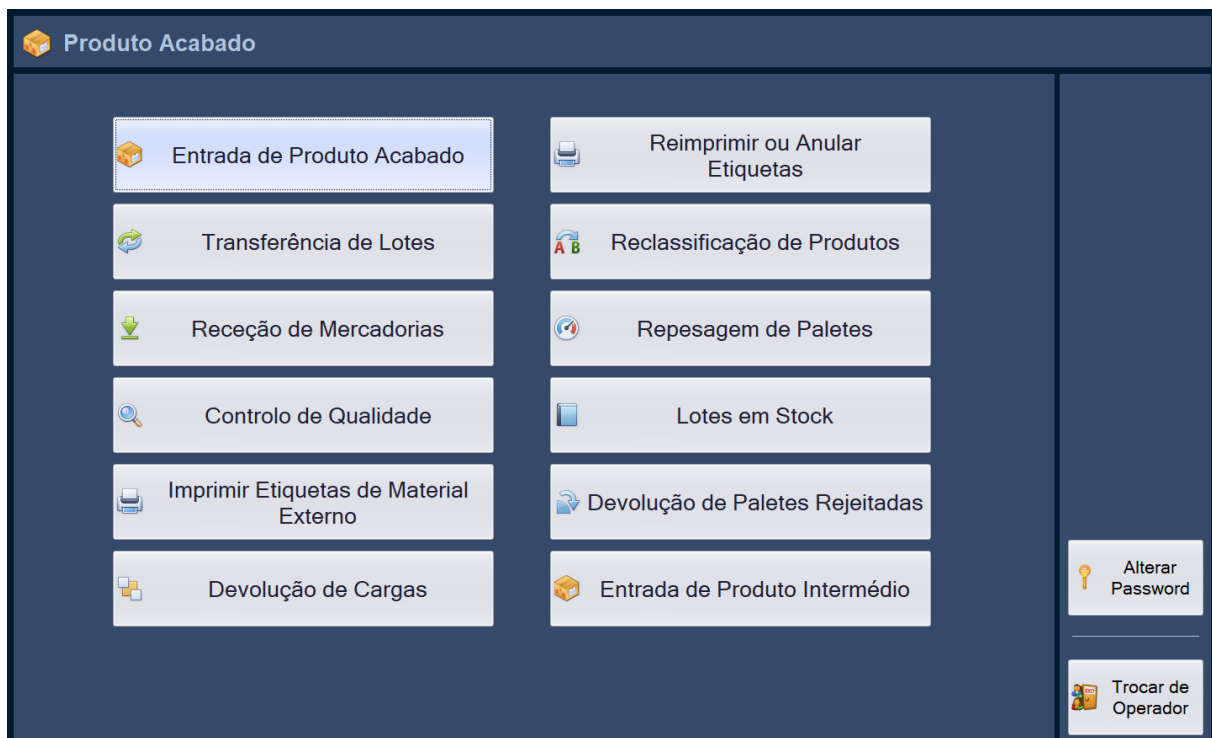 Produto Acabado
Entrada de Produto Acabado
Reimprimir ou Anular
Etiquetas
Transferência de Lotes
Reclassificação de Produtos
Receção de Mercadorias
Repesagem de Paletes
Controlo de Qualidade
Lotes em Stock
Imprimir Etiquetas de Material
Externo
Devolução de Paletes Rejeitadas
Devolução de Cargas
Entrada de Produto Intermédio
Alterar
Password
Trocar de
Operador